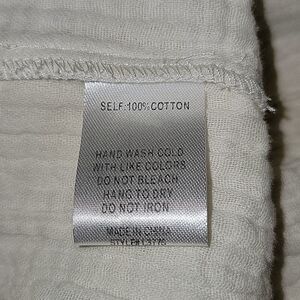 SELF: 100% COTTON
HAND WASH COLD
WITH LIKE COLORS
DO NOT BLEACH
HANG TO DRY
DO NOT IRON
MADE IN CHINA